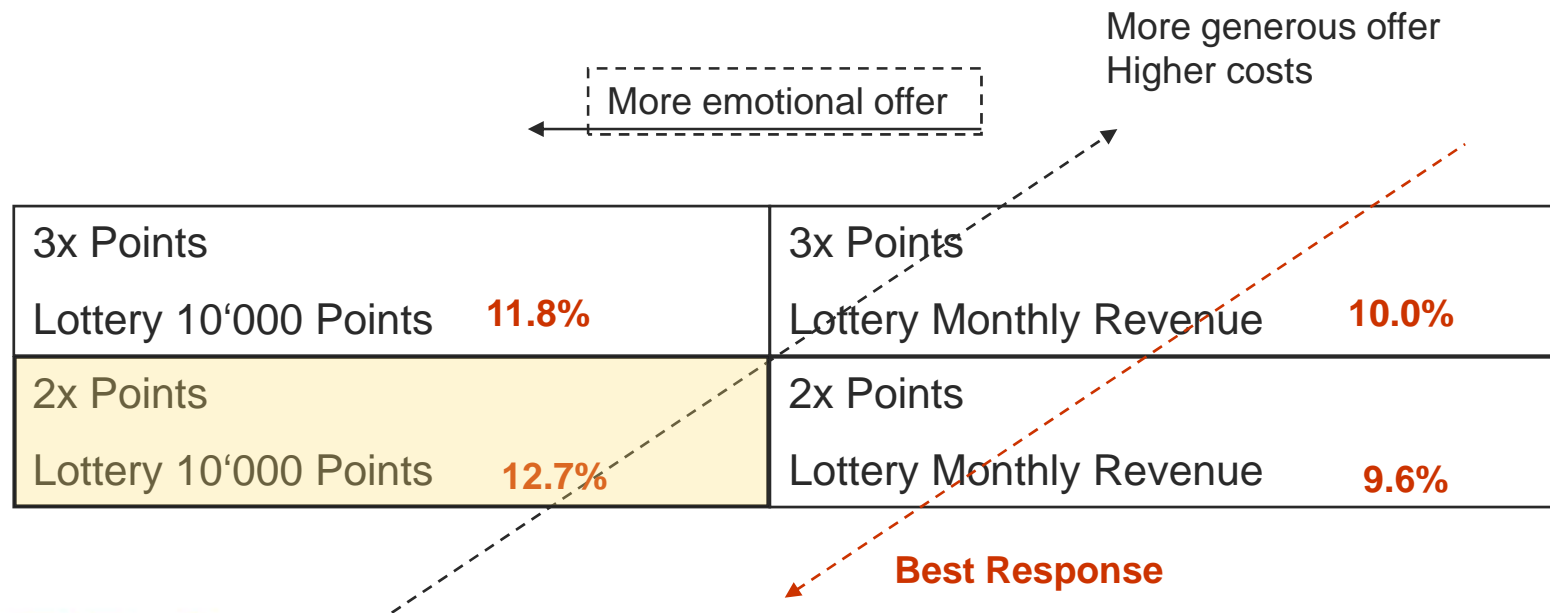 More generous offer
Higher costs
More emotional offer
3x Points
Lottery 10‘000 Points 11.8%
3x Points
Lottery Monthly Revenue 10.0%
2x Points
Lottery 10‘000 Points 12.7%
2x Points
Lottery Monthly Revenue 9.6%
Best Response